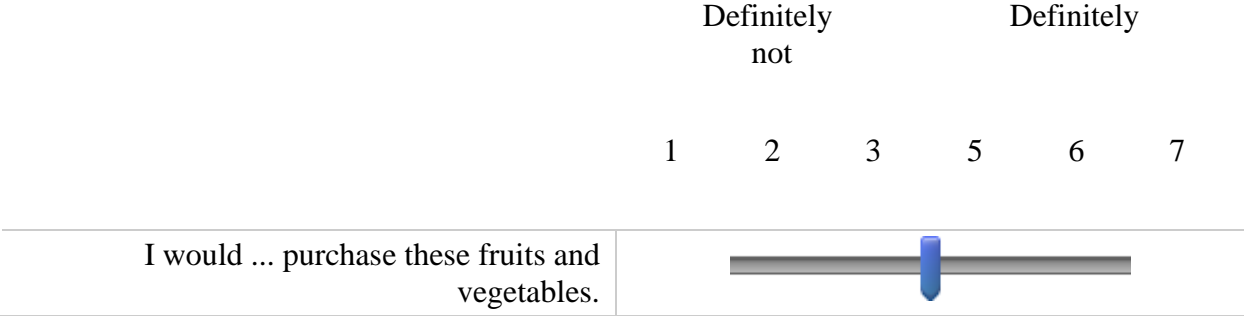 Definitely not Definitely
1 2 3 5 6 7
I would ... purchase these fruits and
vegetables.